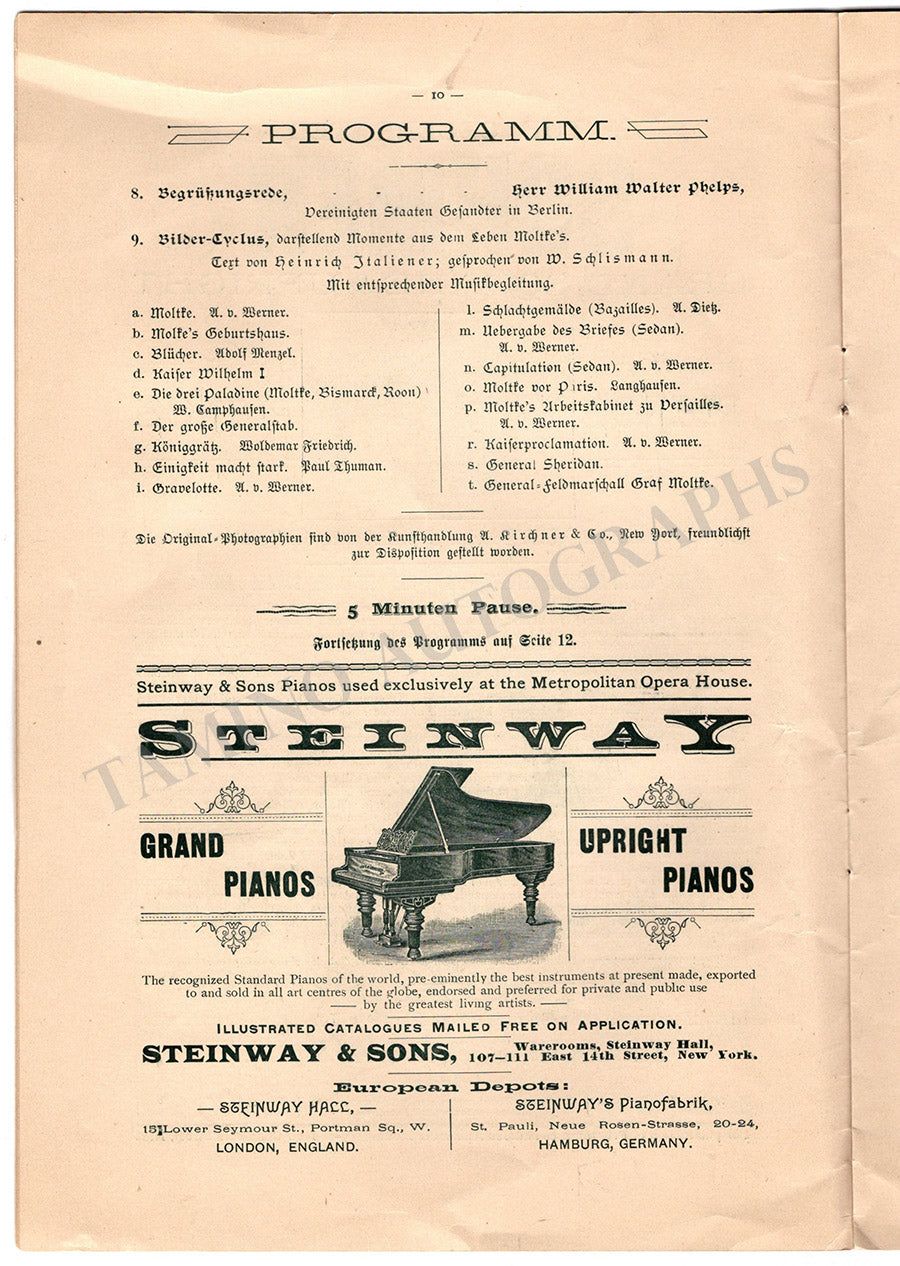 — 10 —
PROGRAMM.
8. Begrüßungsrede, - - - - Herr William Walter Phelps,
Vereinigten Staaten Gesandter in Berlin.
9. Bilder-Cyclus, darstellend Momente aus dem Leben Moltke's.
Text von Heinrich Italiener; gesprochen von W. Schlismann.
Mit entsprechender Musikbegleitung.
a. Moltke. A. v. Werner.
b. Molke's Geburtshaus.
c. Blücher. Adolf Menzel.
d. Kaiser Wilhelm I
e. Die drei Paladine (Moltke, Bismarck, Roon)
W. Camphausen.
f. Der große Generalstab.
g. Königgrätz. Woldemar Friedrich.
h. Einigkeit macht stark. Paul Thuman.
i. Gravelotte. A. v. Werner.
l. Schlachtgemälde (Bazailles). A. Dietz.
m. Uebergabe des Briefes (Sedan).
A. v. Werner.
n. Capitulation (Sedan). A. v. Werner.
o. Moltke vor P ris. Langhausen.
p. Moltke's Arbeitskabinet zu Versailles.
A. v. Werner.
r. Kaiserproclamation. A. v. Werner.
s. General Sheridan.
t. General-Feldmarschall Graf Moltke.
Die Original-Photographien sind von der Kunsthandlung A. Kirchner & Co., New York, freundlichst
zur Disposition gestellt worden.
5 Minuten Pause.
Fortsetzung des Programms auf Seite 12.
Steinway & Sons Pianos used exclusively at the Metropolitan Opera House.
STEINWAY
GRAND
PIANOS
UPRIGHT
PIANOS
The recognized Standard Pianos of the world, pre-eminently the best instruments at present made, exported
to and sold in all art centres of the globe, endorsed and preferred for private and public use
— by the greatest living artists. —
ILLUSTRATED CATALOGUES MAILED FREE ON APPLICATION.
STEINWAY & SONS, Warerooms, Steinway Hall,
107–111 East 14th Street, New York.
European Depots:
— STEINWAY HALL, —
Lower Seymour St., Portman Sq., W.
LONDON, ENGLAND.
STEINWAY'S Pianofabrik,
St. Pauli, Neue Rosen-Strasse, 20-24,
HAMBURG, GERMANY.
TAMINO AUTOGRAPHS